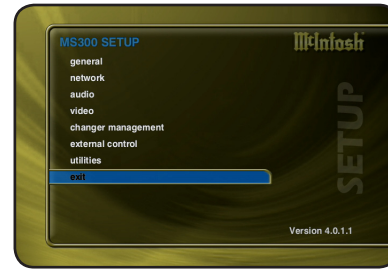 MS300 SETUP
McIntosh
general
network
audio
video
changer management
external control
utilities
exit
SETUP
Version 4.0.1.1